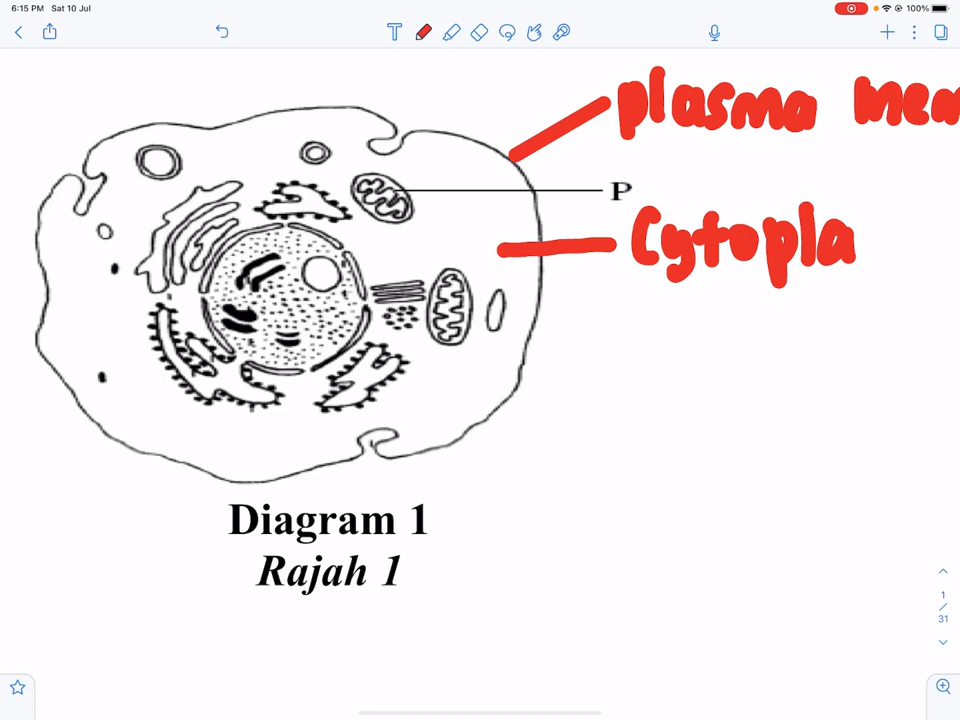 6:15 PM Sat 10 Jul
100%
plasma mem
P
Cytopla
Diagram 1
Rajah 1
1
/
31